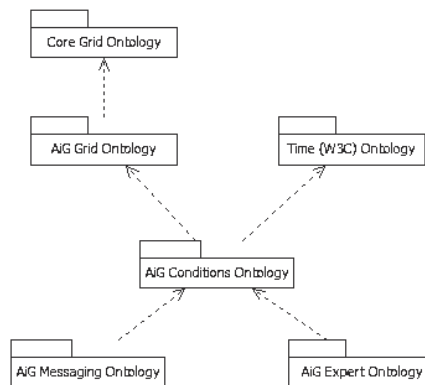 Core Grid Ontology
AiG Grid Ontology
Time (W3C) Ontology
AiG Conditions Ontology
AiG Messaging Ontology
AiG Expert Ontology